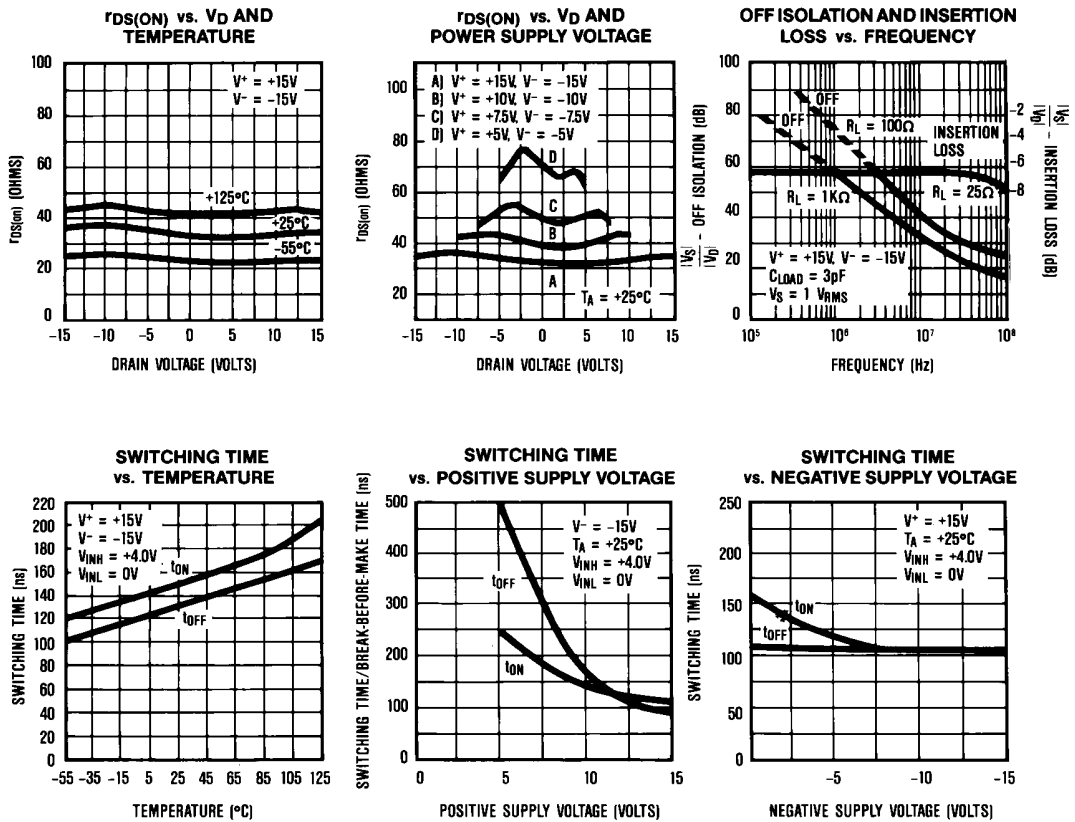 rDS(ON) vs. VD AND
TEMPERATURE
100
80
60
40
20
0
rDS(on) (OHMS)
V+ = +15V
V- = -15V
+125°C
+25°C
-55°C
-15 -10 -5 0 5 10 15
DRAIN VOLTAGE (VOLTS)
rDS(ON) vs. VD AND
POWER SUPPLY VOLTAGE
100
80
60
40
20
10
rDS(on) (OHMS)
A) V+ = +15V, V- = -15V
B) V+ = +10V, V- = -10V
C) V+ = +7.5V, V- = -7.5V
D) V+ = +5V, V- = -5V
D
C
B
A
TA = +25°C
-15 -10 -5 0 5 10 15
DRAIN VOLTAGE (VOLTS)
OFF ISOLATION AND INSERTION
LOSS vs. FREQUENCY
100
80
60
40
20
0
|VS|/|VD| - OFF ISOLATION (dB)
OFF
OFF
RL = 100Ω
INSERTION
LOSS
RL = 1KΩ
RL = 25Ω
V+ = +15V, V- = -15V
CLOAD = 3pF
VS = 1 VRMS
-2
-4
-6
-8
|VS|/|VD| - INSERTION LOSS (dB)
10⁵ 10⁶ 10⁷ 10⁸
FREQUENCY (Hz)
SWITCHING TIME
vs. TEMPERATURE
220
200
180
160
140
120
100
80
60
40
20
0
SWITCHING TIME [ns]
V+ = +15V
V- = -15V
VINH = +4.0V
VINL = 0V
tON
tOFF
-55 -35 -15 5 25 45 65 85 105 125
TEMPERATURE (°C)
SWITCHING TIME
vs. POSITIVE SUPPLY VOLTAGE
500
400
300
200
100
0
SWITCHING TIME/BREAK-BEFORE-MAKE TIME [ns]
V- = -15V
TA = +25°C
VINH = +4.0V
VINL = 0V
tOFF
tON
0 5 10 15
POSITIVE SUPPLY VOLTAGE (VOLTS)
SWITCHING TIME
vs. NEGATIVE SUPPLY VOLTAGE
250
200
150
100
50
0
SWITCHING TIME [ns]
V+ = +15V
TA = +25°C
VINH = +4.0V
VINL = 0V
tON
tOFF
-5 -10 -15
NEGATIVE SUPPLY VOLTAGE (VOLTS)